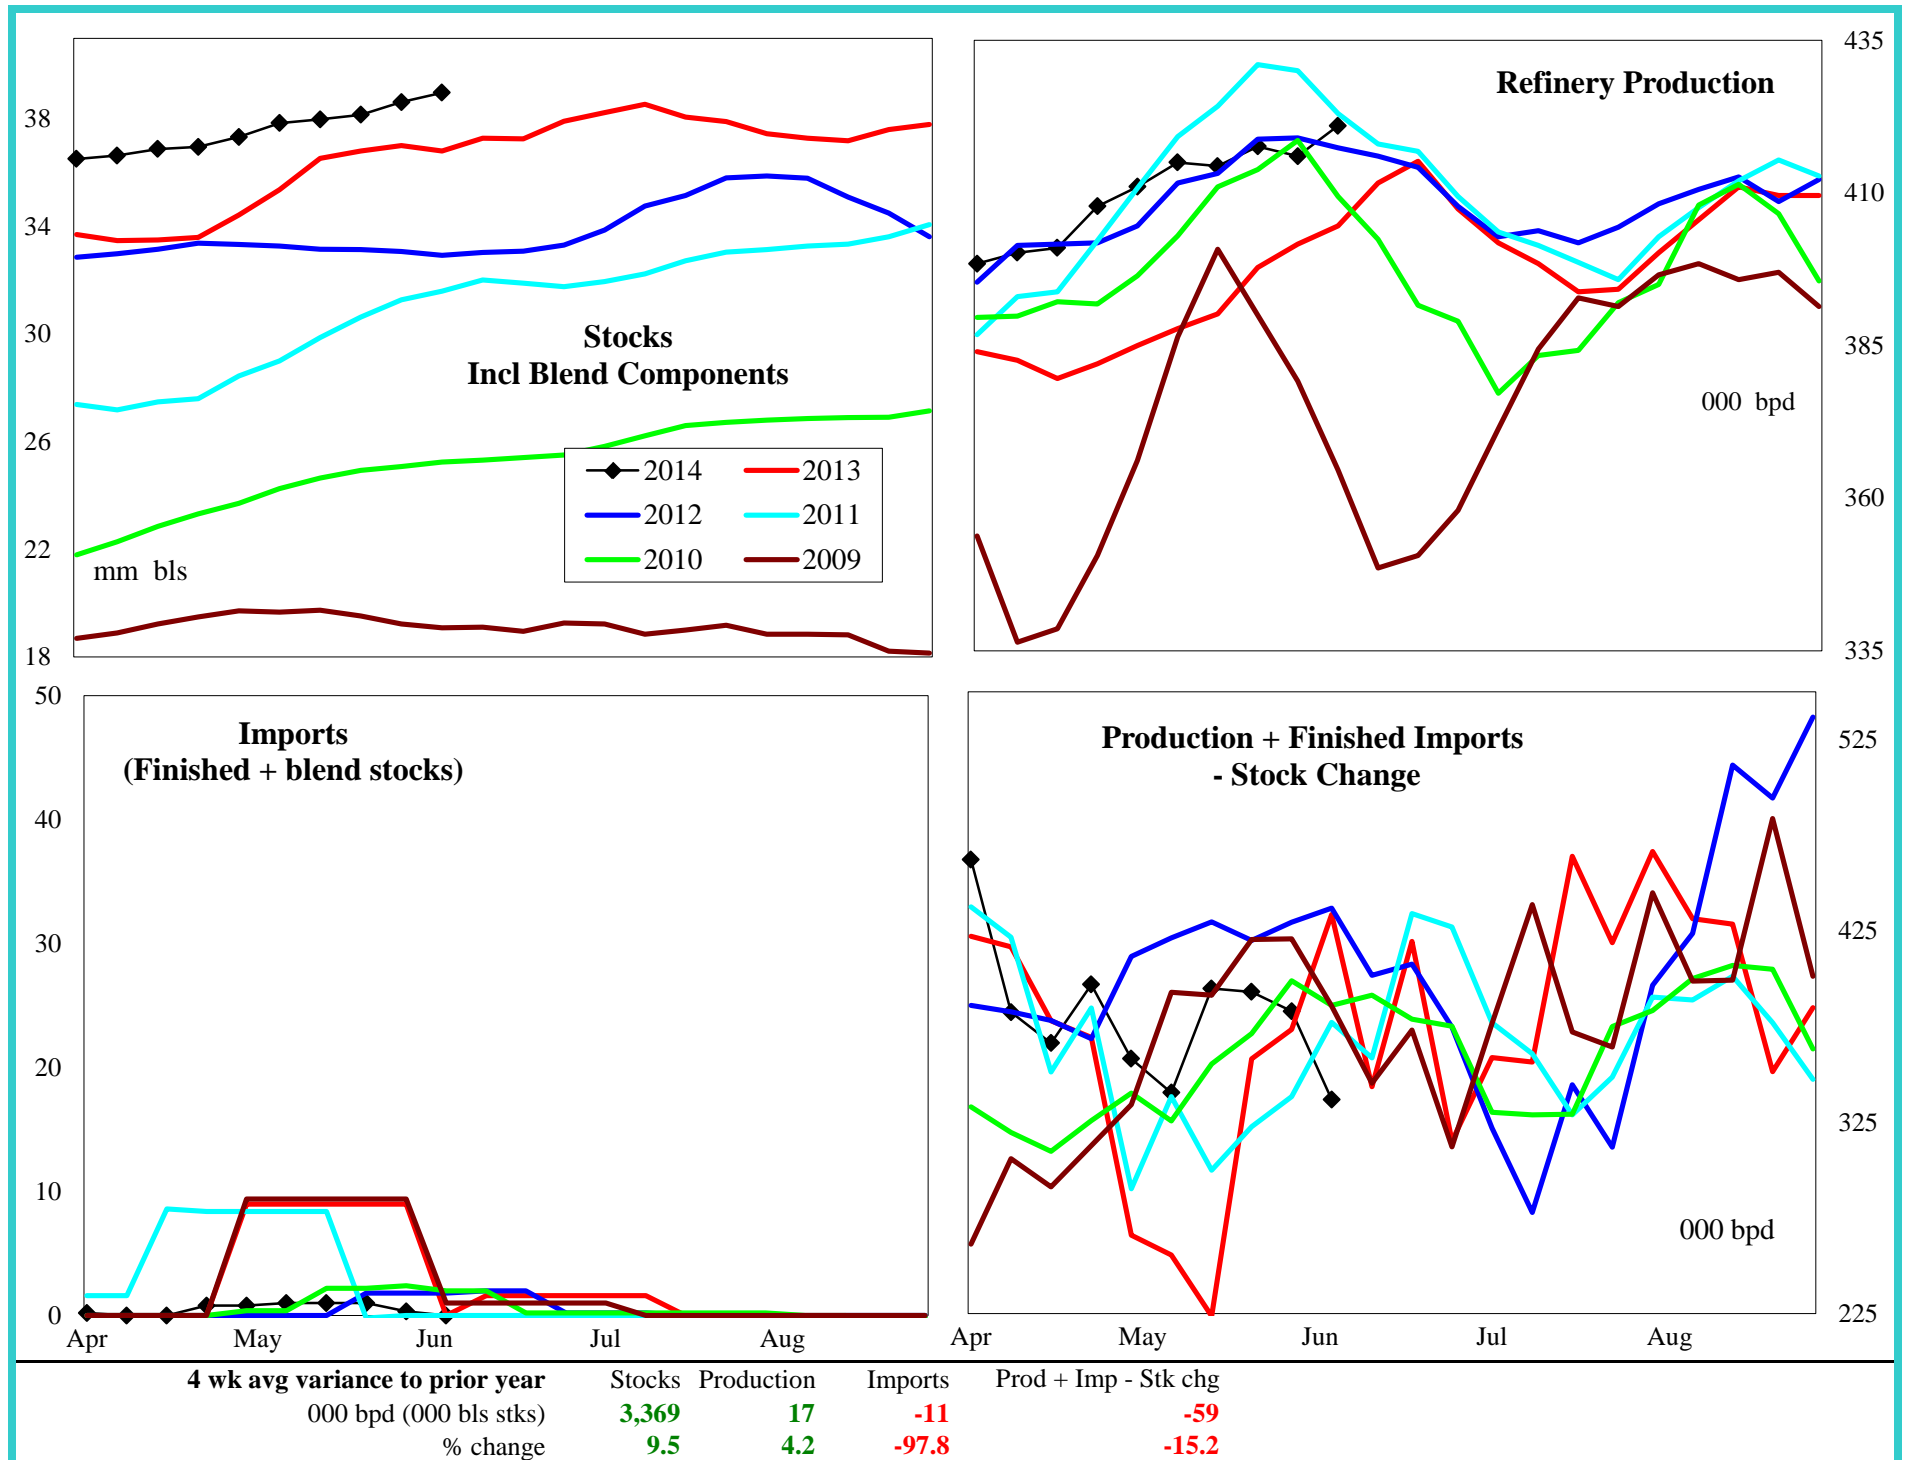 38
34
30
26
22
18
Stocks
Incl Blend Components
mm bls
2014 2013
2012 2011
2010 2009
Refinery Production
000 bpd
435
410
385
360
335
50
40
30
20
10
0
Imports
(Finished + blend stocks)
Apr May Jun Jul Aug
Production + Finished Imports
- Stock Change
000 bpd
525
425
325
225
Apr May Jun Jul Aug
4 wk avg variance to prior year Stocks Production Imports Prod + Imp - Stk chg
000 bpd (000 bls stks) 3,369 17 -11 -59
% change 9.5 4.2 -97.8 -15.2